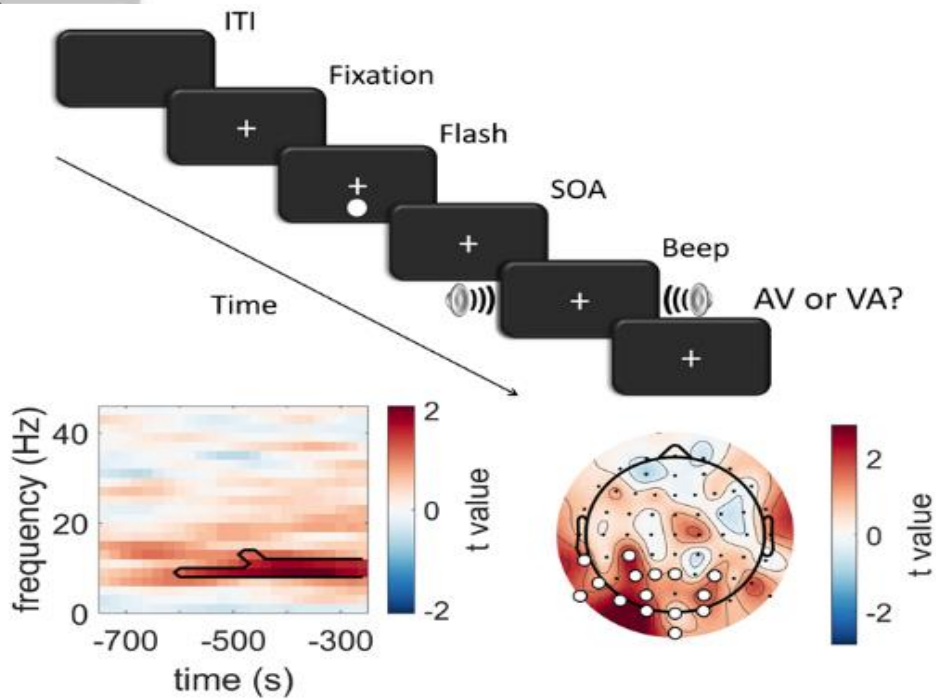 ITI
Fixation
Flash
SOA
Beep
AV or VA?
Time
frequency (Hz)
40
20
0
-700
-500
-300
time (s)
2
0
-2
t value
2
0
-2
t value